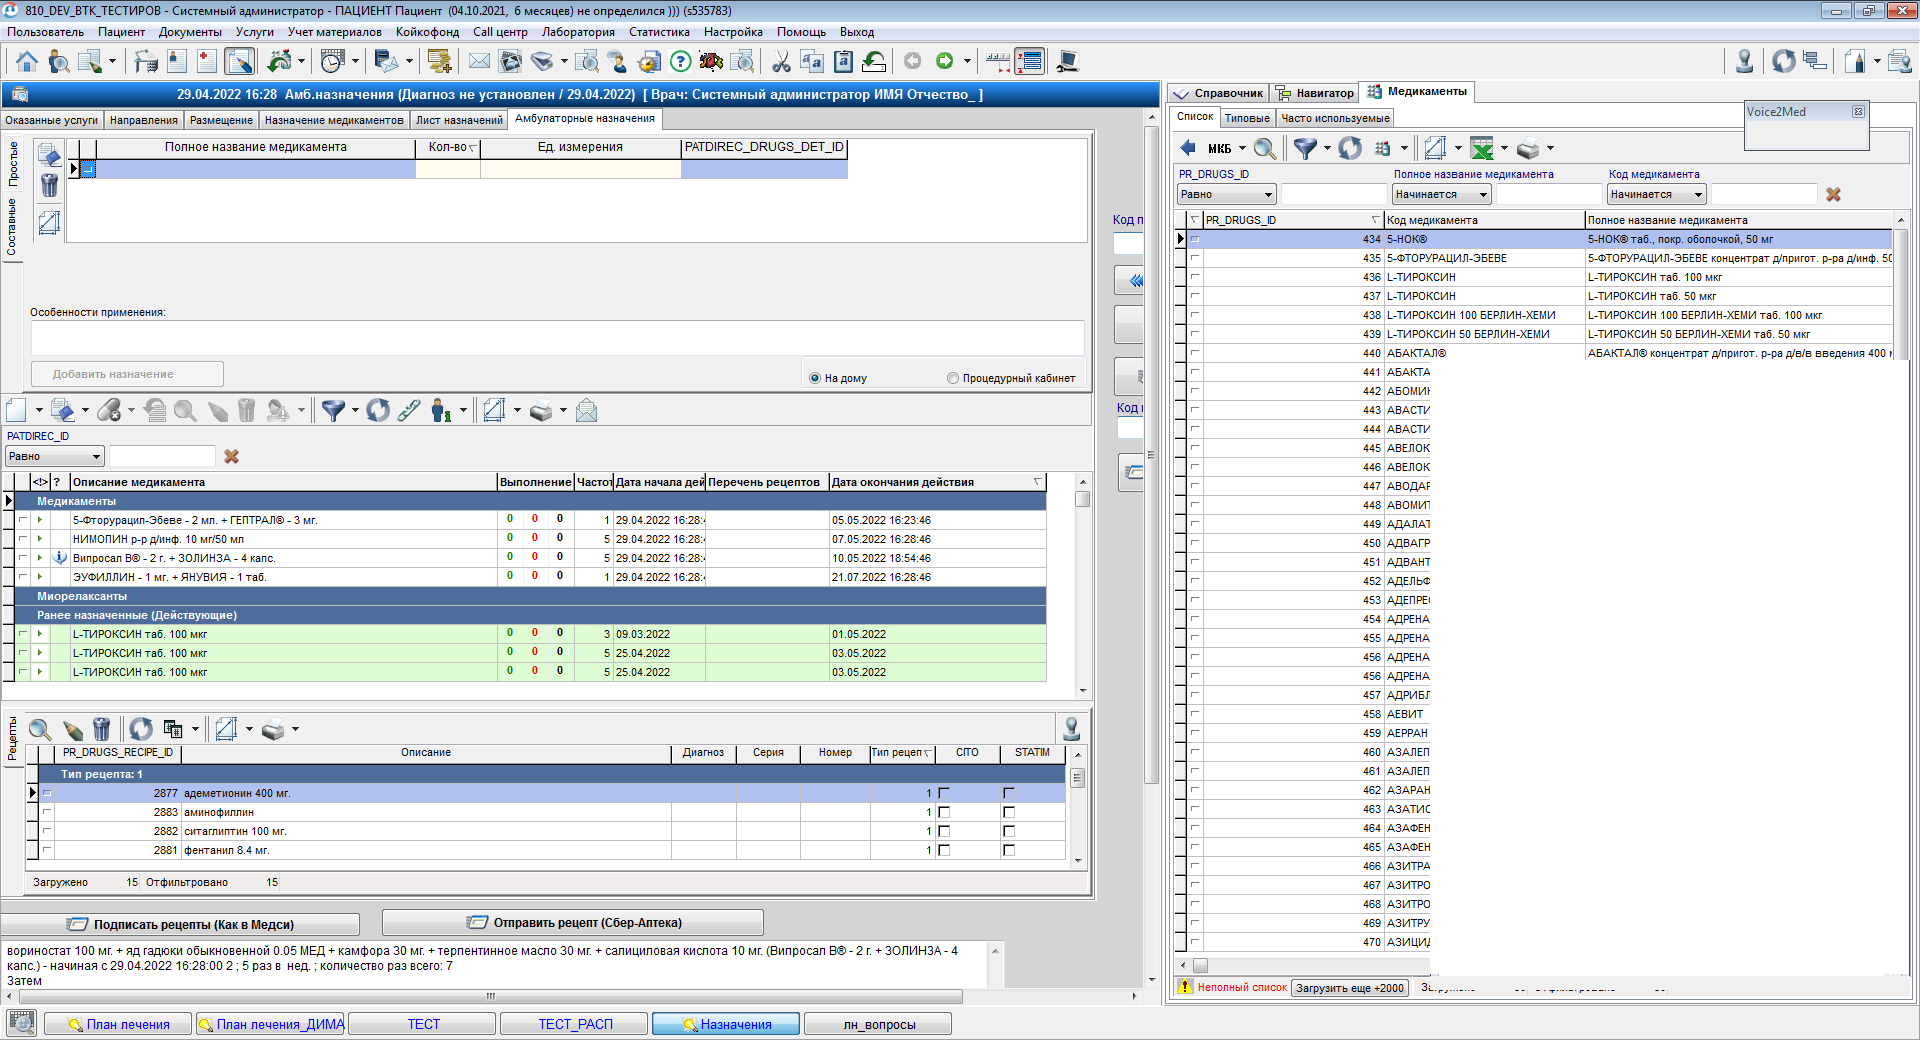 810_DEV_BTK_ТЕСТИРОВ - Системный администратор - ПАЦИЕНТ Пациент (04.10.2021, 6 месяцев) не определился ))) (s535783)
Пользователь Пациент Документы Услуги Учет материалов Койкофонд Call центр Лаборатория Статистика Настройка Помощь Выход
29.04.2022 16:28 Амб.назначения (Диагноз не установлен / 29.04.2022) [ Врач: Системный администратор ИМЯ Отчество_ ]
Оказанные услуги Направления Размещение Назначение медикаментов Лист назначений Амбулаторные назначения
Простые
Составные
Полное название медикамента Кол-во Ед. измерения PATDIREC_DRUGS_DET_ID
Особенности применения:
Добавить назначение
На дому Процедурный кабинет
Код
Код
PATDIREC_ID
Равно
<!> ? Описание медикамента Выполнение Частот Дата начала дей Перечень рецептов Дата окончания действия
Медикаменты
5-Фторурацил-Эбеве - 2 мл. + ГЕПТРАЛ® - 3 мг. 0 0 0 1 29.04.2022 16:28: 05.05.2022 16:23:46
НИМОПИН р-р д/инф. 10 мг/50 мл 0 0 0 5 29.04.2022 16:28: 07.05.2022 16:28:46
Випросал В® - 2 г. + ЗОЛИНЗА - 4 капс. 0 0 0 5 29.04.2022 16:28: 10.05.2022 18:54:46
ЭУФИЛЛИН - 1 мг. + ЯНУВИЯ - 1 таб. 0 0 0 1 29.04.2022 16:28: 21.07.2022 16:28:46
Миорелаксанты
Ранее назначенные (Действующие)
L-ТИРОКСИН таб. 100 мкг 0 0 0 3 09.03.2022 01.05.2022
L-ТИРОКСИН таб. 100 мкг 0 0 0 5 25.04.2022 03.05.2022
L-ТИРОКСИН таб. 100 мкг 0 0 0 5 25.04.2022 03.05.2022
Рецепты
PR_DRUGS_RECIPE_ID Описание Диагноз Серия Номер Тип рецепт CITO STATIM
Тип рецепта: 1
2877 адеметионин 400 мг. 1
2883 аминофиллин 1
2882 ситаглиптин 100 мг. 1
2881 фентанил 8.4 мг. 1
Загружено 15 Отфильтровано 15
Подписать рецепты (Как в Медси) Отправить рецепт (Сбер-Аптека)
вориностат 100 мг. + яд гадюки обыкновенной 0.05 МЕД + камфора 30 мг. + терпентинное масло 30 мг. + салициловая кислота 10 мг. (Випросал В® - 2 г. + ЗОЛИНЗА - 4
капс.) - начиная с 29.04.2022 16:28:00 2 ; 5 раз в нед. ; количество раз всего: 7
Затем
План лечения План лечения_ДИМА ТЕСТ ТЕСТ_РАСП Назначения лн_вопросы
Справочник Навигатор Медикаменты
Список Типовые Часто используемые
Voice2Med
МКБ
PR_DRUGS_ID Полное название медикамента Код медикамента
Равно Начинается Начинается
PR_DRUGS_ID Код медикамента Полное название медикамента
434 5-НОК® 5-НОК® таб., покр. оболочкой, 50 мг
435 5-ФТОРУРАЦИЛ-ЭБЕВЕ 5-ФТОРУРАЦИЛ-ЭБЕВЕ концентрат д/пригот. р-ра д/инф. 50
436 L-ТИРОКСИН L-ТИРОКСИН таб. 100 мкг
437 L-ТИРОКСИН L-ТИРОКСИН таб. 50 мкг
438 L-ТИРОКСИН 100 БЕРЛИН-ХЕМИ L-ТИРОКСИН 100 БЕРЛИН-ХЕМИ таб. 100 мкг
439 L-ТИРОКСИН 50 БЕРЛИН-ХЕМИ L-ТИРОКСИН 50 БЕРЛИН-ХЕМИ таб. 50 мкг
440 АБАКТАЛ® АБАКТАЛ® концентрат д/пригот. р-ра д/в/в введения 400
441 АБАКТА
442 АБОМИ
443 АВАСТИ
444 АВАСТИ
445 АВЕЛОК
446 АВЕЛОК
447 АВОДАР
448 АВОМИТ
449 АДАЛАТ
450 АДВАГР
451 АДВАНТ
452 АДЕЛЬФ
453 АДЕПРЕ
454 АДРЕНА
455 АДРЕНА
456 АДРЕНА
456 АДРЕНА
457 АДРИБЛ
458 АЕВИТ
459 АЕРРАН
460 АЗАЛЕП
461 АЗАЛЕП
462 АЗАРАН
463 АЗАТИО
464 АЗАФЕН
465 АЗАФЕН
466 АЗИТРА
467 АЗИТРО
468 АЗИТРО
469 АЗИТРУ
470 АЗИЦИД
Неполный список Загрузить еще +2000